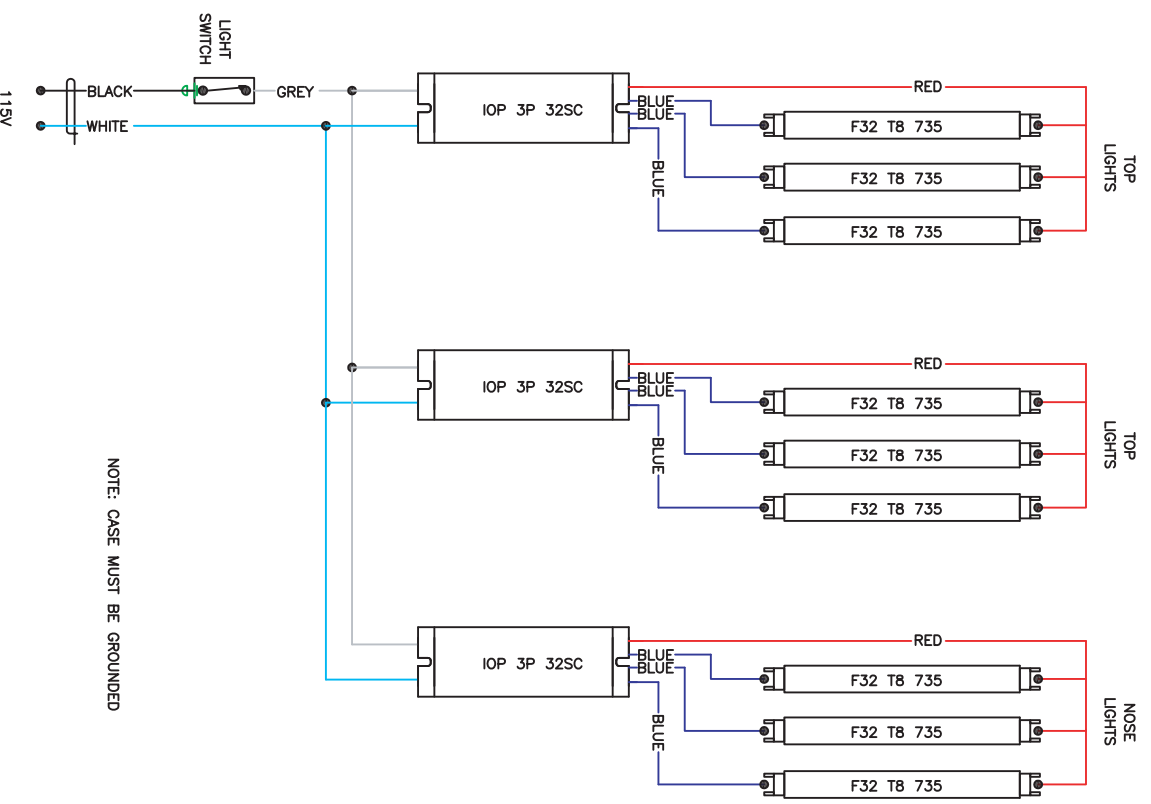 LIGHT
SWITCH
115V
BLACK
WHITE
GREY
IOP 3P 32SC
RED
BLUE
BLUE
BLUE
F32 T8 735
F32 T8 735
F32 T8 735
TOP
LIGHTS
IOP 3P 32SC
RED
BLUE
BLUE
BLUE
F32 T8 735
F32 T8 735
F32 T8 735
TOP
LIGHTS
NOTE: CASE MUST BE GROUNDED
IOP 3P 32SC
RED
BLUE
BLUE
BLUE
F32 T8 735
F32 T8 735
F32 T8 735
NOSE
LIGHTS